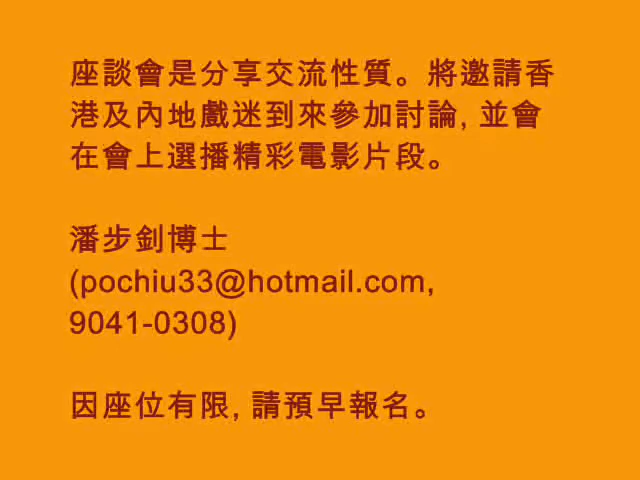 座談會是分享交流性質。將邀請香
港及內地戲迷到來參加討論, 並會
在會上選播精彩電影片段。
潘步釗博士
(pochiu33@hotmail.com,
9041-0308)
因座位有限, 請預早報名。